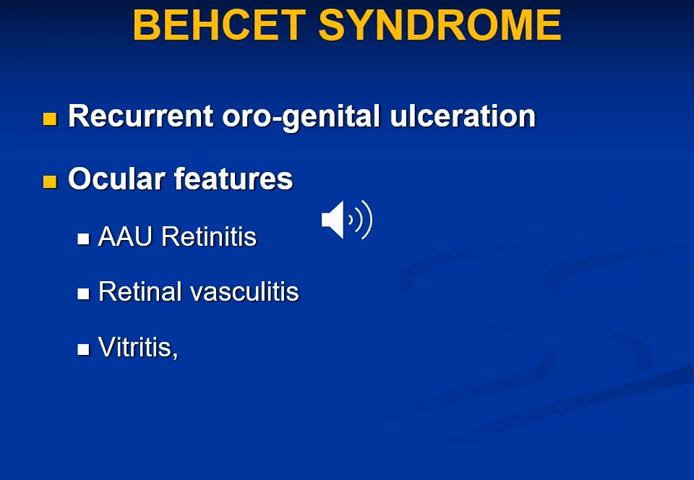 BEHCET SYNDROME
Recurrent oro-genital ulceration
Ocular features
AAU Retinitis
Retinal vasculitis
Vitritis,